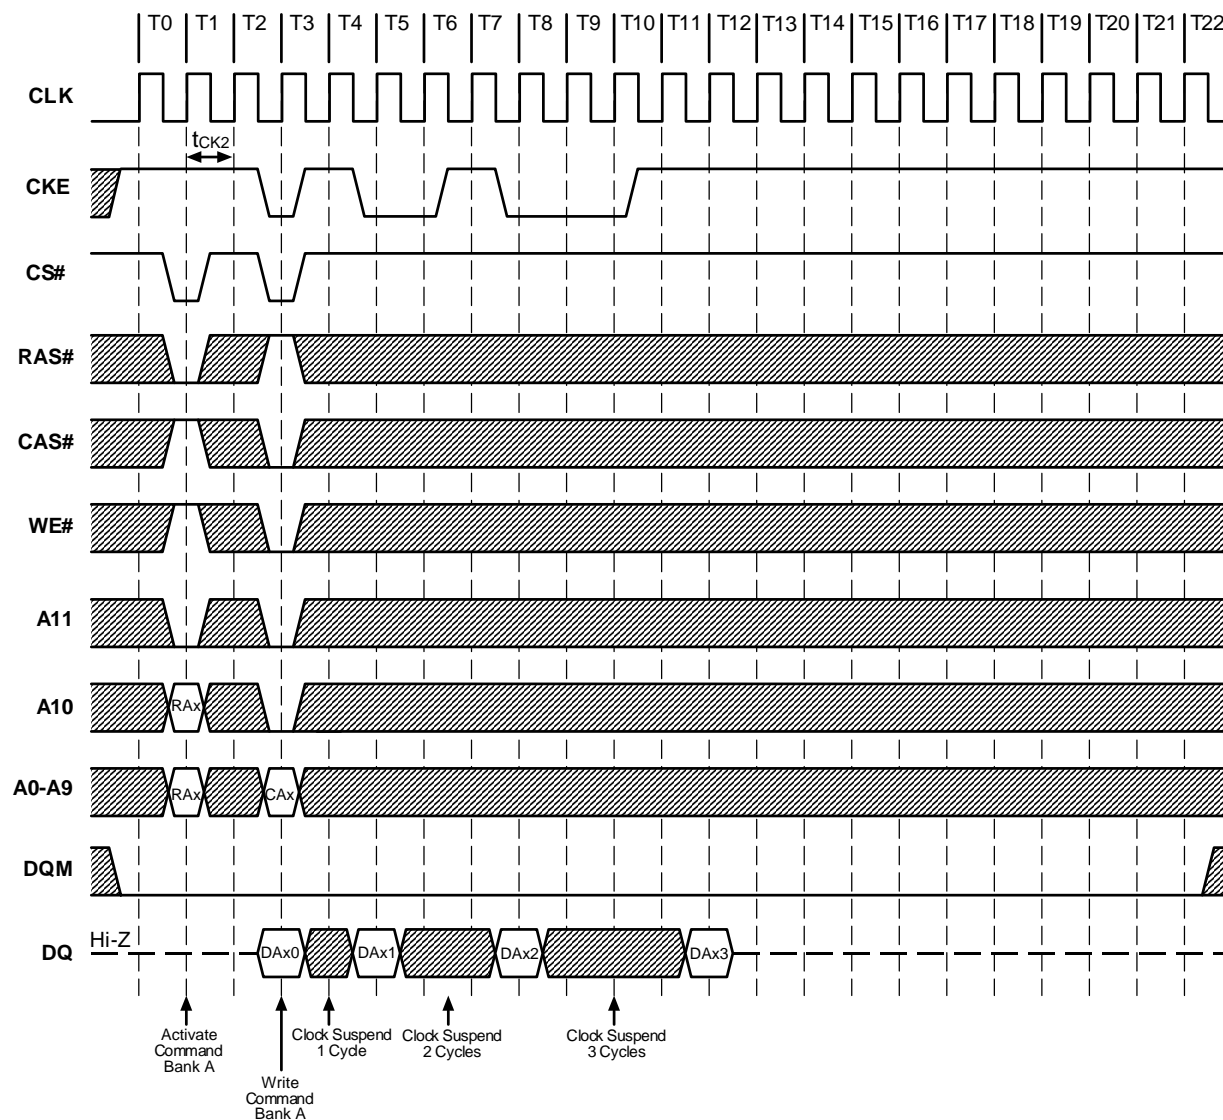 T0 T1 T2 T3 T4 T5 T6 T7 T8 T9 T10 T11 T12 T13 T14 T15 T16 T17 T18 T19 T20 T21 T22
CLK
tCK2
CKE
CS#
RAS#
CAS#
WE#
A11
A10 RAx
A0-A9 RAx CAx
DQM
Hi-Z
DQ DAx0 DAx1 DAx2 DAx3
Activate
Command
Bank A
Write
Command
Bank A
Clock Suspend
1 Cycle
Clock Suspend
2 Cycles
Clock Suspend
3 Cycles